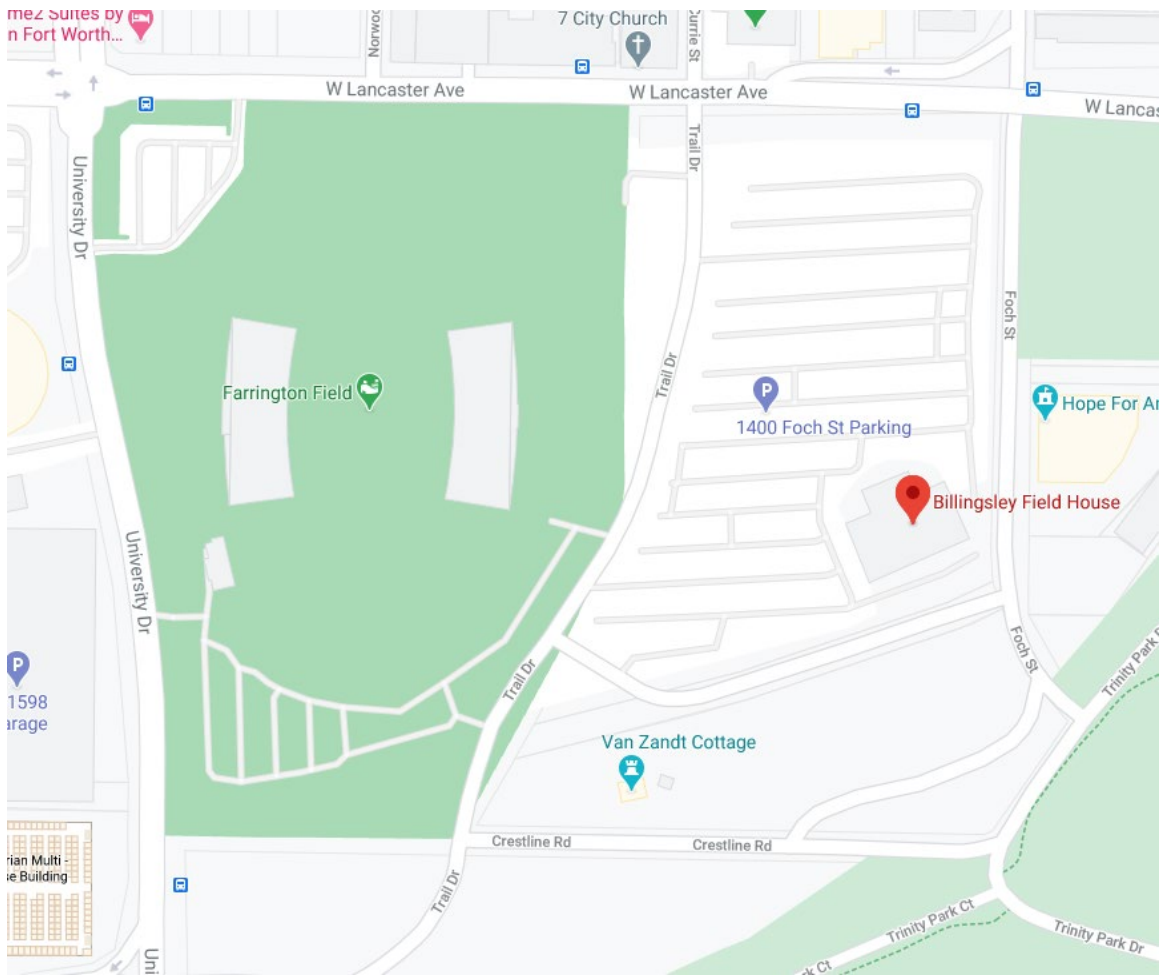 me2 Suites by
n Fort Worth...
Norwoo
7 City Church
Currie St
W Lancaster Ave
W Lancaster Ave
W Lancas
University Dr
Trail Dr
Foch St
Trail Dr
Farrington Field
P
1400 Foch St Parking
Hope For Ar
Billingsley Field House
University Dr
Foch St
Trinity Park D
P
1598
arage
Trail Dr
Van Zandt Cottage
Crestline Rd
Crestline Rd
rian Multi -
se Building
Trail Dr
Trinity Park Ct
Trinity Park Dr
Uni
rk Ct